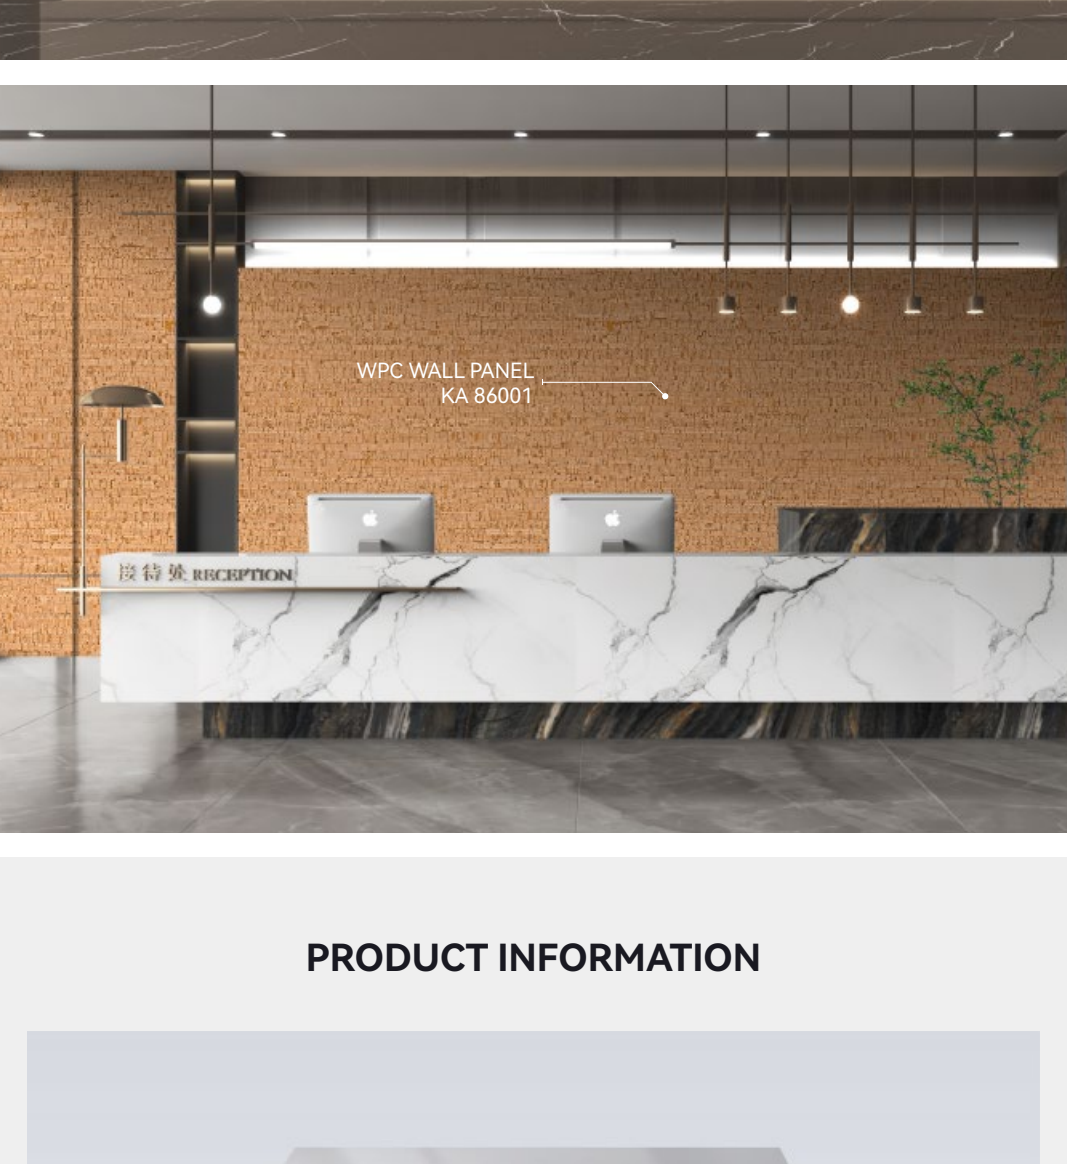 WPC WALL PANEL
KA 86001
接待处 RECEPTION
PRODUCT INFORMATION